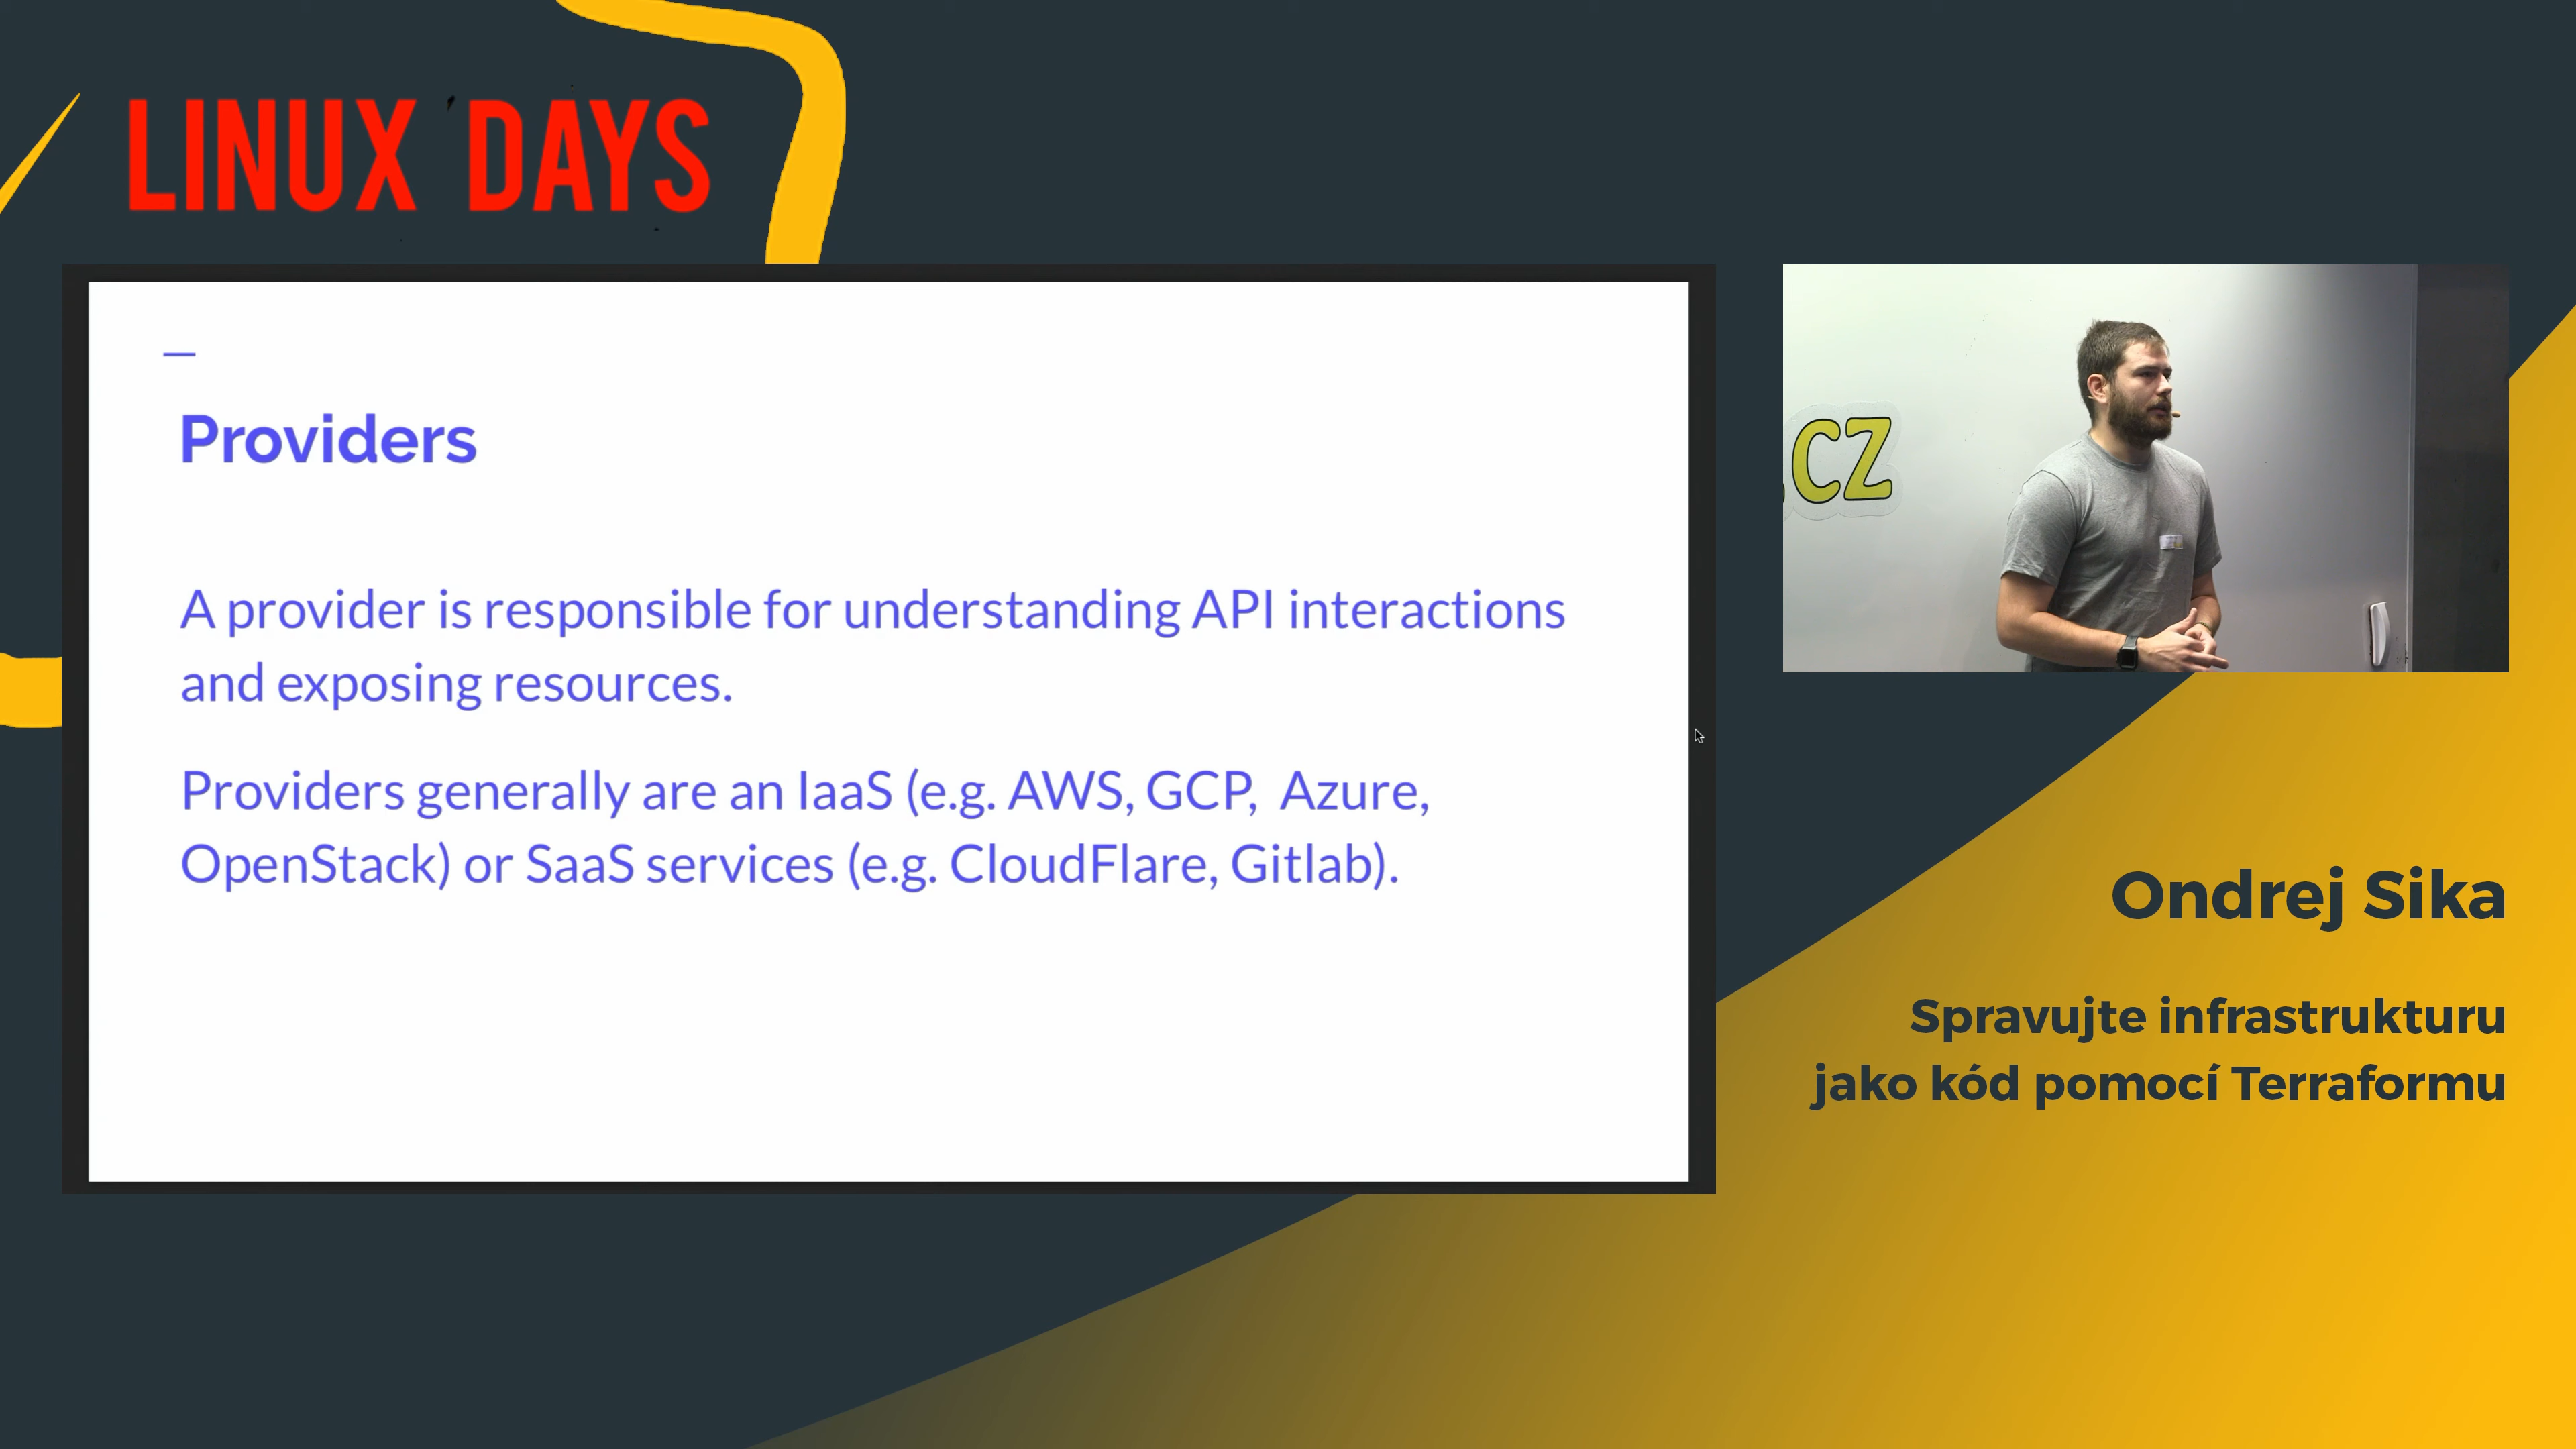 LINUX DAYS
Providers
A provider is responsible for understanding API interactions
and exposing resources.
Providers generally are an IaaS (e.g. AWS, GCP,  Azure,
OpenStack) or SaaS services (e.g. CloudFlare, Gitlab).
.CZ
Ondrej Sika
Spravujte infrastrukturu
jako kód pomocí Terraformu